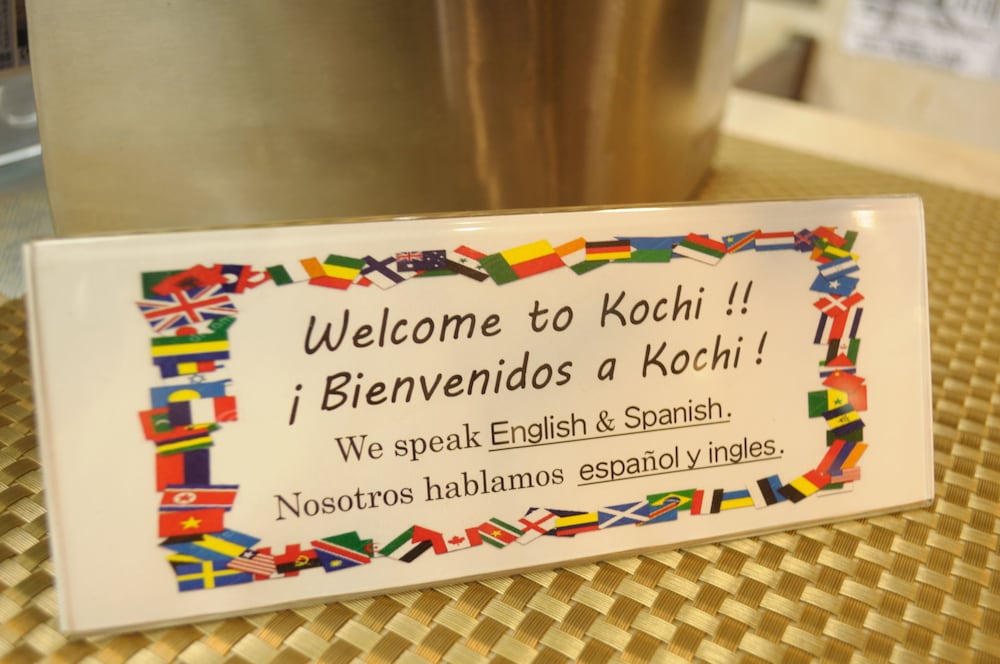 Welcome to Kochi !!
¡ Bienvenidos a Kochi !
We speak English & Spanish.
Nosotros hablamos español y ingles.